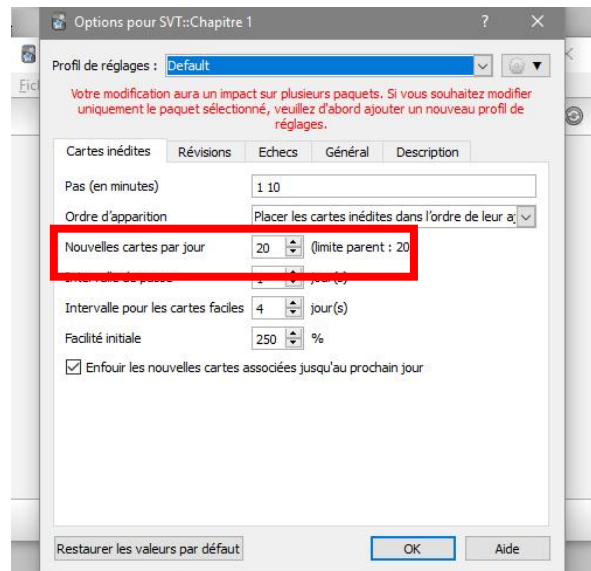 Options pour SVT::Chapitre 1 ?
Fic
Profil de réglages : Default
Votre modification aura un impact sur plusieurs paquets. Si vous souhaitez modifier
uniquement le paquet sélectionné, veuillez d'abord ajouter un nouveau profil de
réglages.
Cartes inédites Révisions Echecs Général Description
Pas (en minutes) 1 10
Ordre d'apparition Placer les cartes inédites dans l'ordre de leur aj
Nouvelles cartes par jour 20 (limite parent : 20
1 jour(s)
Intervalle pour les cartes faciles 4 jour(s)
Facilité initiale 250 %
Enfouir les nouvelles cartes associées jusqu'au prochain jour
Restaurer les valeurs par défaut OK Aide